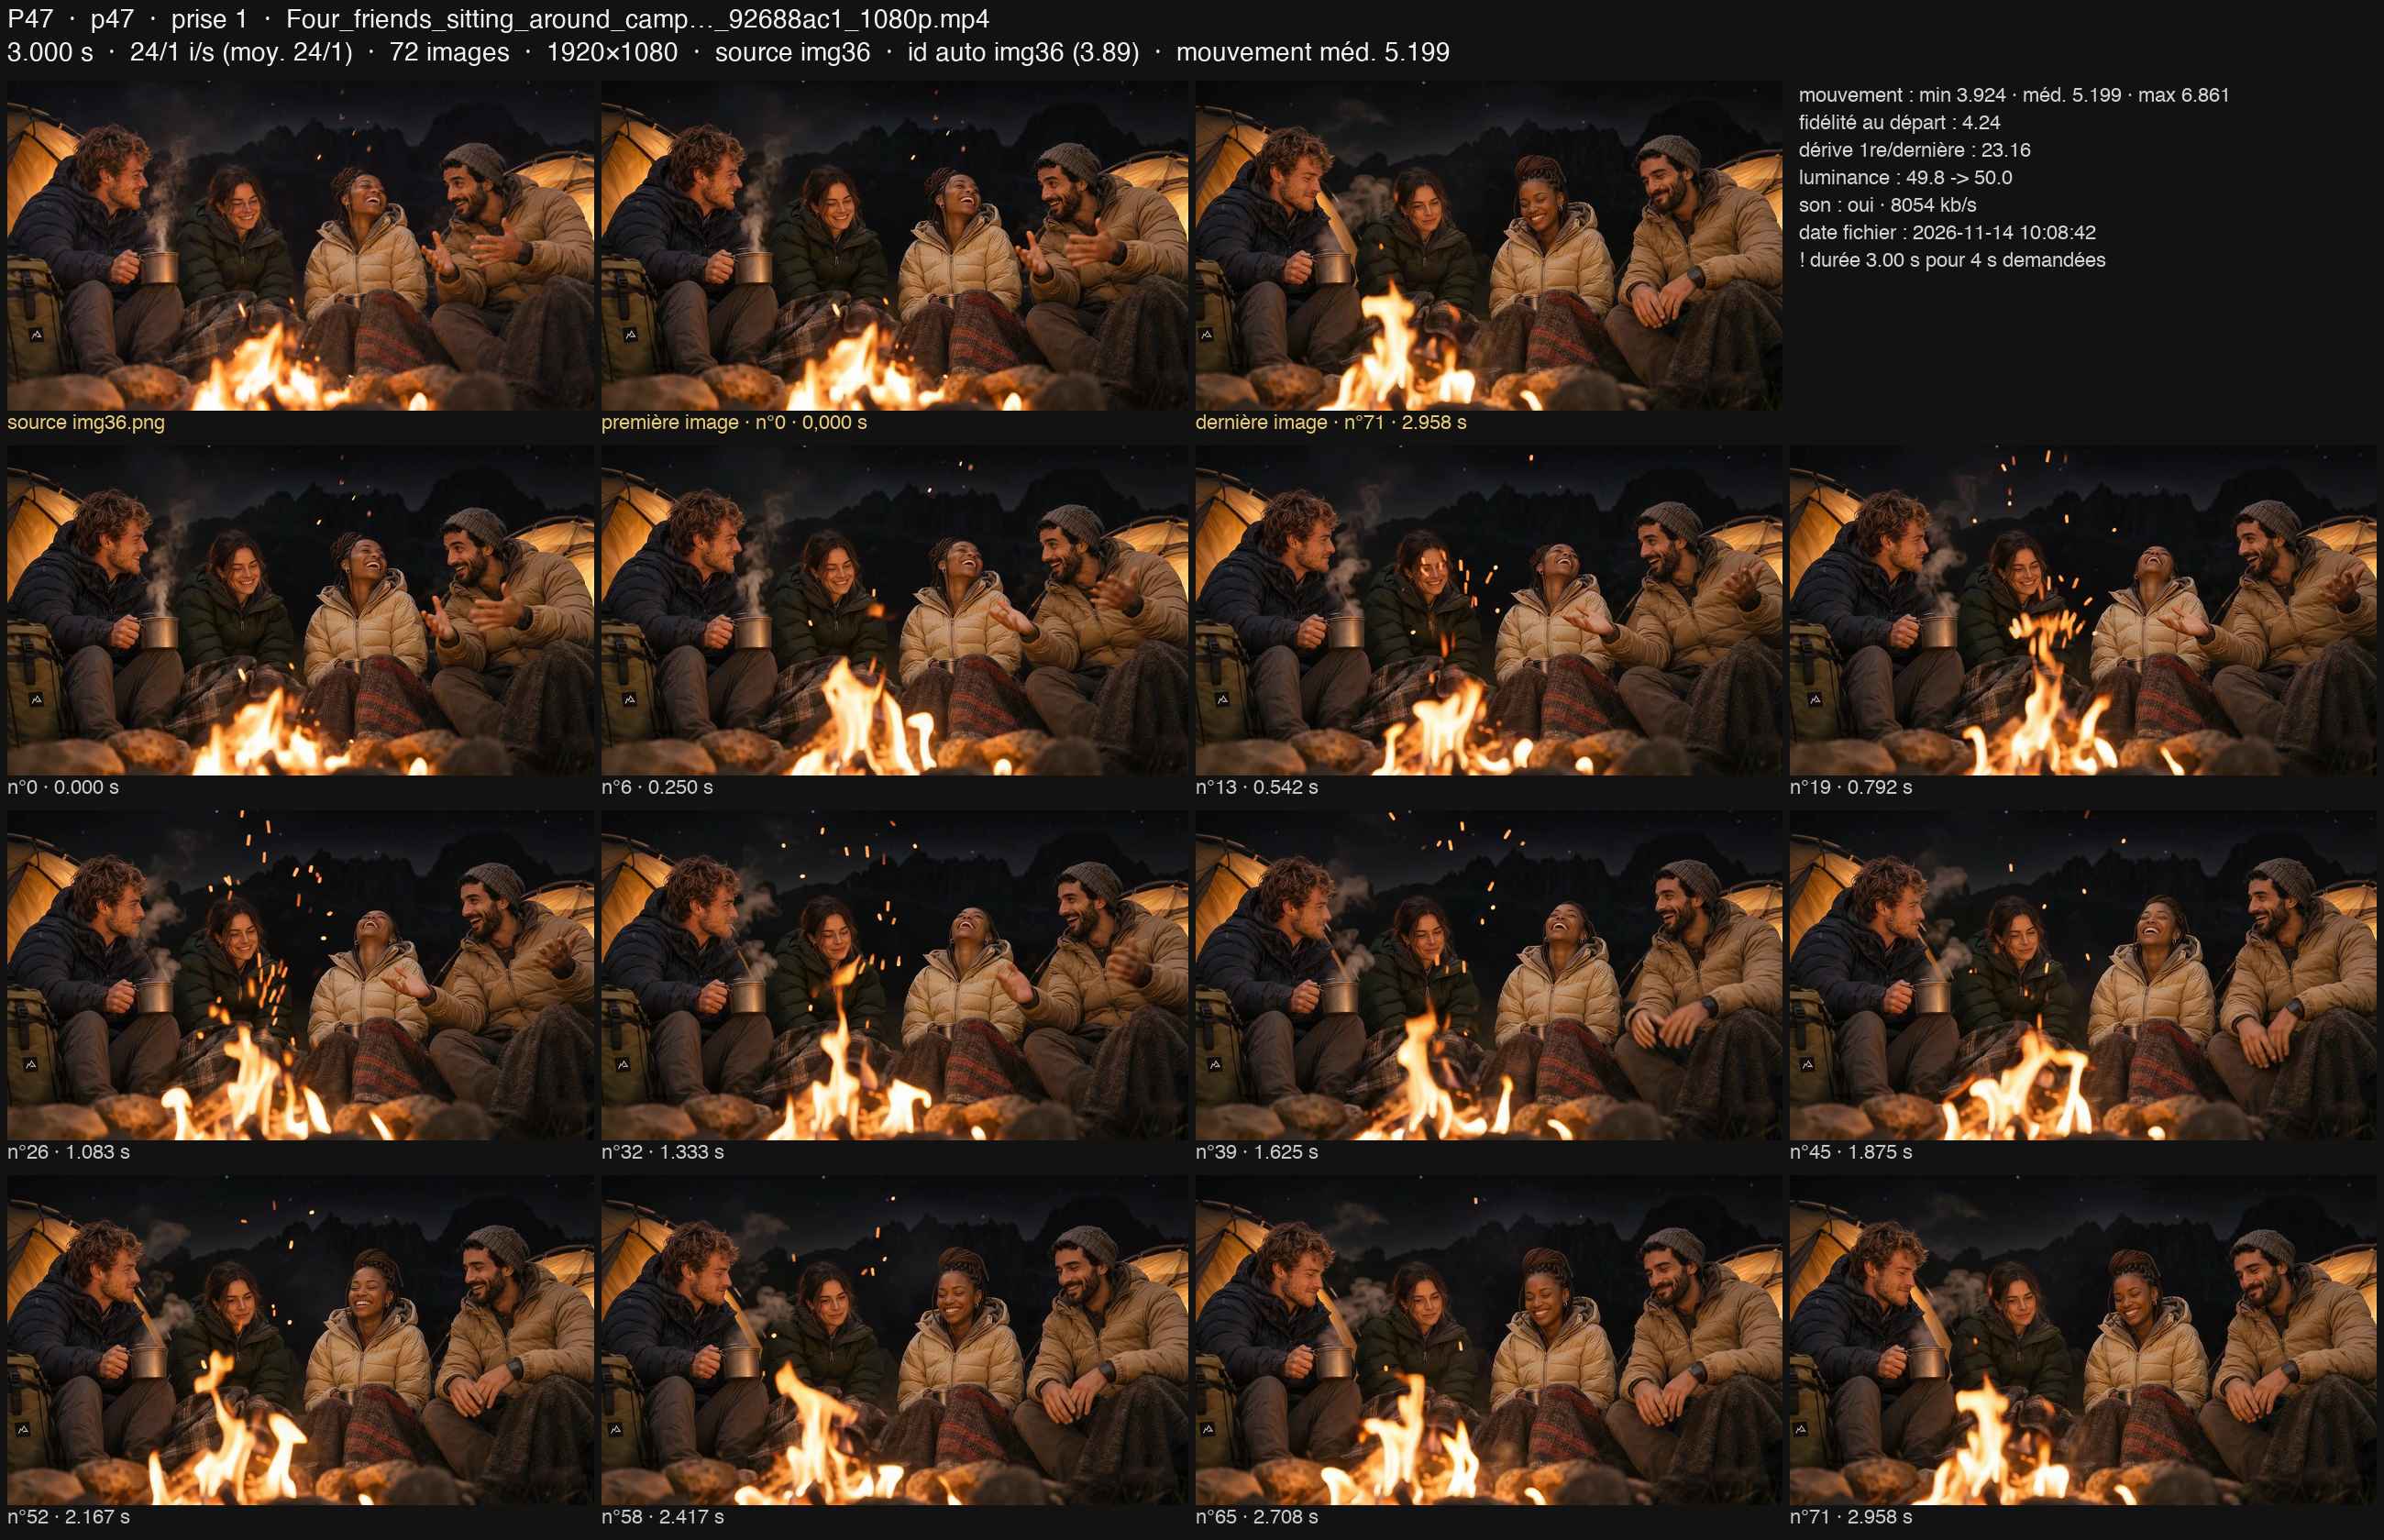 P47 · p47 · prise 1 · Four_friends_sitting_around_camp…_92688ac1_1080p.mp4
3.000 s · 24/1 i/s (moy. 24/1) · 72 images · 1920×1080 · source img36 · id auto img36 (3.89) · mouvement méd. 5.199
mouvement : min 3.924 · méd. 5.199 · max 6.861
fidélité au départ : 4.24
dérive 1re/dernière : 23.16
luminance : 49.8 -> 50.0
son : oui · 8054 kb/s
date fichier : 2026-11-14 10:08:42
! durée 3.00 s pour 4 s demandées
source img36.png
première image · n°0 · 0,000 s
dernière image · n°71 · 2.958 s
n°0 · 0.000 s
n°6 · 0.250 s
n°13 · 0.542 s
n°19 · 0.792 s
n°26 · 1.083 s
n°32 · 1.333 s
n°39 · 1.625 s
n°45 · 1.875 s
n°52 · 2.167 s
n°58 · 2.417 s
n°65 · 2.708 s
n°71 · 2.958 s